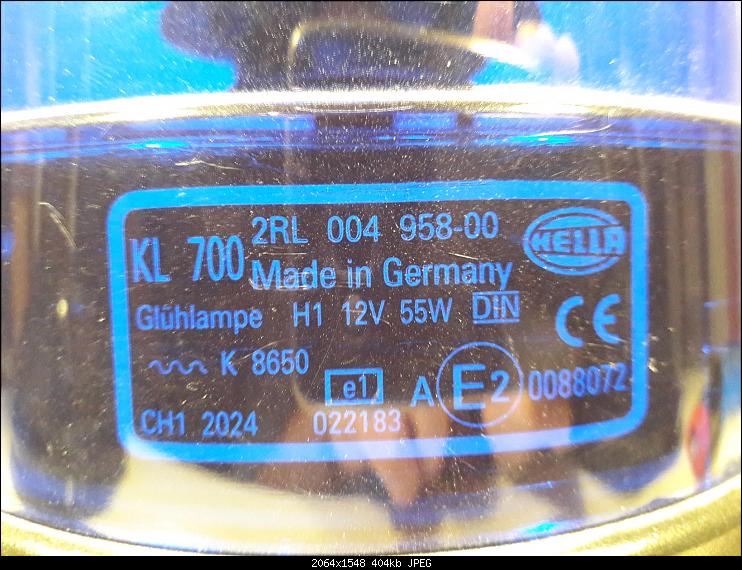 KL 700
2RL 004 958-00
HELLA
Made in Germany
Glühlampe H1 12V 55W DIN
CE
K 8650
e1
A E2 0088072
CH1 2024
022183
2064x1548 404kb JPEG